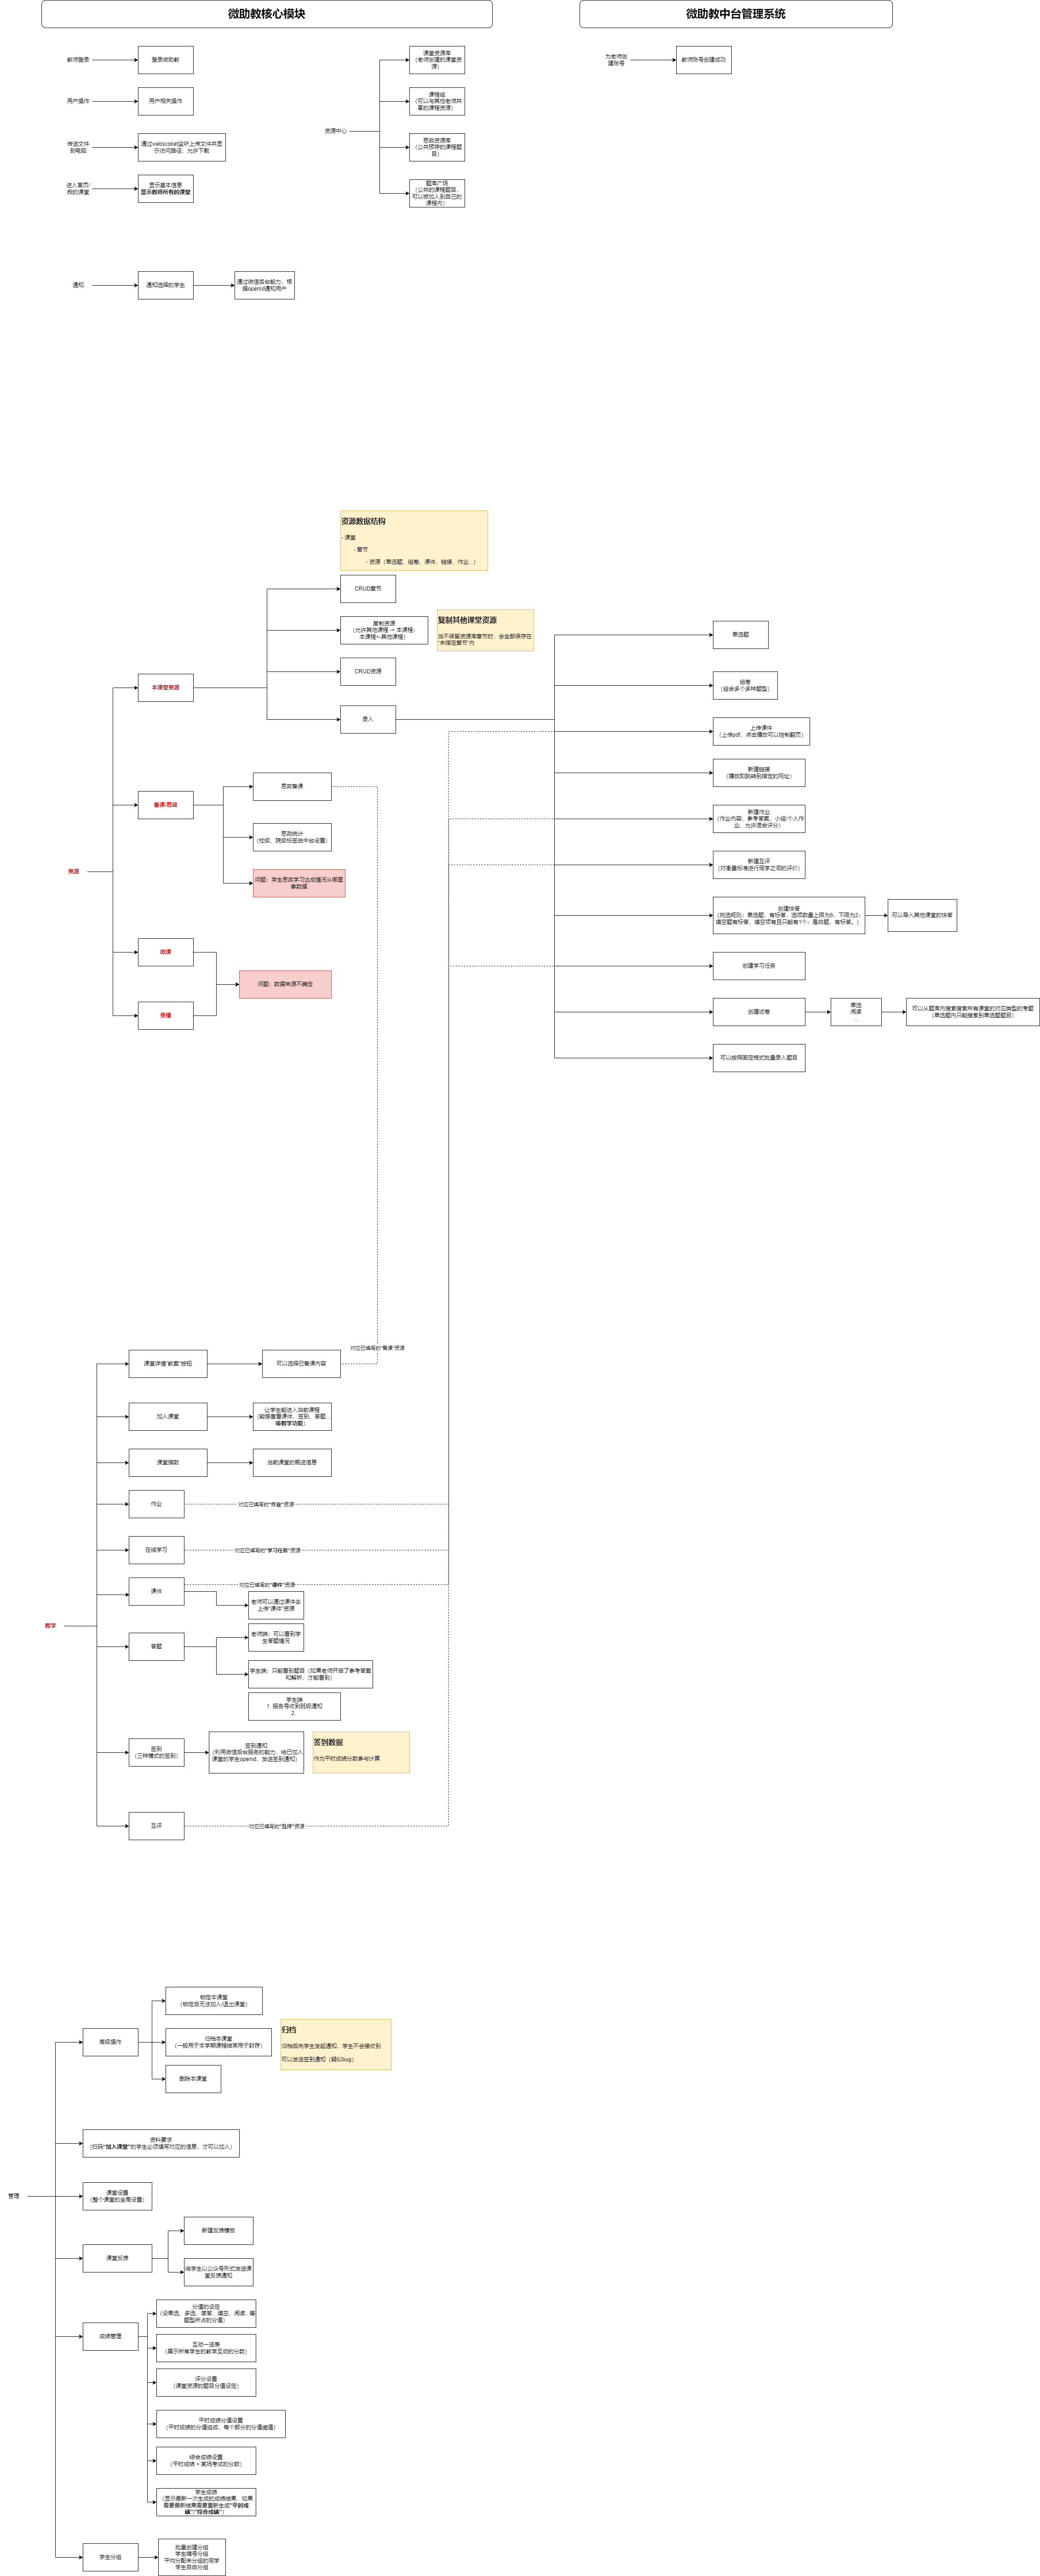 微助教核心模块
微助教中台管理系统
教师登录
登录微助教
用户操作
用户相关操作
传送文件
到电脑
通过webscoket监听上传文件并显
示访问路径，允许下载
进入首页/
我的课堂
显示基本信息
显示教师所有的课堂
资源中心
课堂资源库
（老师创建的课堂资
源）
课程组
（可以与其他老师共
享的课程资源）
思政资源库
（公共预存的课程题
目）
题库广场
（公共的课程题目，
可以被加入到自己的
课程内）
为老师创
建账号
教师账号创建成功
通知
通知选择的学生
通过微信后台能力，根
据openId通知用户
资源数据结构
- 课堂
- 章节
- 资源（单选题、组卷、课件、链接、作业...）
CRUD章节
复制资源
（允许其他课程 -> 本课程；
本课程<-其他课程）
复制其他课堂资源
当不保留资源库章节时，会全部保存在
“未指定章节”内
CRUD资源
录入
资源
本课堂资源
备课/思政
思政备课
思政统计
（校级、院级标签由中台设置）
问题：学生思政学习达成情况从哪里
拿数据
微课
录播
问题：数据来源不确定
单选题
组卷
（组合多个多种题型）
上传课件
（上传pdf，点击播放可以控制翻页）
新建链接
（播放即跳转到指定的网址）
新建作业
（作业内容、参考答案，小组/个人作
业，允许混合评分）
新建互评
（对衡量标准进行同学之间的评价）
创建快答
（挑选规则：单选题，有标答，选项数量上限为6，下限为2；
填空题有标答，填空项有且只能有1个；是非题，有标答。）
可以导入其他课堂的快答
创建学习任务
创建试卷
单选
阅读
...
可以从题库内搜索搜索所有课堂的对应类型的考题
（单选题内只能搜索到单选题题目）
可以按照固定格式批量录入题目
教学
课堂详情“教案”按钮
可以选择已备课内容
对应已填写的“备课”资源
加入课堂
让学生能进入当前课程
（能够查看课件、签到、答题...
等教学功能）
课堂指数
当前课堂的概览信息
作业
对应已填写的“作业”资源
在线学习
对应已填写的“学习任务”资源
课件
对应已填写的“课件”资源
老师可以通过课件去
上传“课件”资源
答题
老师端：可以看到学
生答题情况
学生端：只能看到题目（如果老师开启了参考答案
和解析，才能看到）
学生端
1. 服务号收到班级通知
2.
签到
（三种模式的签到）
签到通知
（利用微信后台服务的能力，给已加入
课堂的学生openid，发送签到通知）
签到数据
作为平时成绩分数参与计算
互评
对应已填写的“互评”资源
管理
高级操作
锁定本课堂
（锁定后无法加入/退出课堂）
归档本课堂
（一般用于本学期课程结束用于封存）
删除本课堂
归档
归档后向学生发起通知，学生不会接收到
可以发送签到通知（疑似bug）
资料要求
（扫码“加入课堂”的学生必须填写对应的信息，才可以加入）
课堂设置
（整个课堂的全局设置）
课堂反馈
新建反馈模板
给学生以公众号形式发送课
堂反馈通知
成绩管理
分值的设定
（设单选、多选、简答、填空、阅读...等
题型所占的分值）
互动一览表
（展示所有学生的教学互动的分数）
评分设置
（课堂资源的题目分值设定）
平时成绩分值设置
（平时成绩的分值组成，每个部分的分值阈值）
综合成绩设置
（平时成绩 + 某场考试的分数）
学生成绩
（显示最新一次生成的成绩结果，如果
需要最新结果需要重新生成“平时成
绩”/“综合成绩”）
学生分组
批量创建分组
学生按号分组
平均分配未分组的同学
学生自由分组